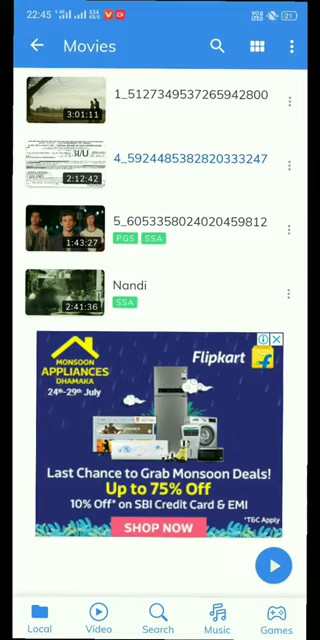 22:45
21
Movies
1_5127349537265942800
3:01:11
4_5924485382820333247
31/U
2:12:42
5_6053358024020459812
PGS SSA
1:43:27
Nandi
SSA
2:41:36
MONSOON
APPLIANCES
DHAMAKA
24th-29th July
Flipkart
Last Chance to Grab Monsoon Deals!
Up to 75% Off
10% Off* on SBI Credit Card & EMI
*T&C Apply
SHOP NOW
Local Video Search Music Games